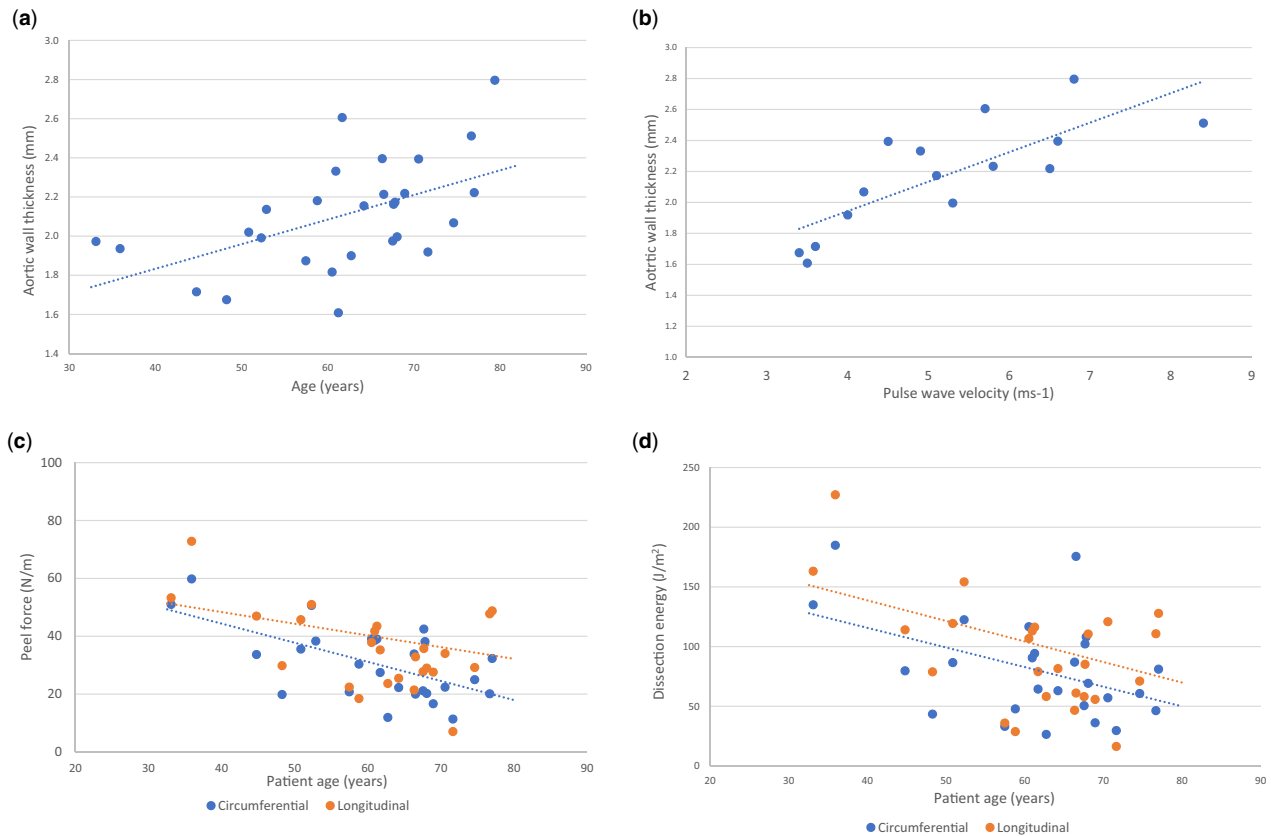 (a)
3.0
2.8
2.6
2.4
2.2
2.0
1.8
1.6
1.4
Aortic wall thickness (mm)
30 40 50 60 70 80 90
Age (years)
(b)
3.0
2.8
2.6
2.4
2.2
2.0
1.8
1.6
1.4
1.2
1.0
Aotrtic wall thickness (mm)
2 3 4 5 6 7 8 9
Pulse wave velocity (ms-1)
(c)
100
80
60
40
20
0
Peel force (N/m)
20 30 40 50 60 70 80 90
Patient age (years)
Circumferential Longitudinal
(d)
250
200
150
100
50
0
Dissection energy (J/m²)
20 30 40 50 60 70 80 90
Patient age (years)
Circumferential Longitudinal